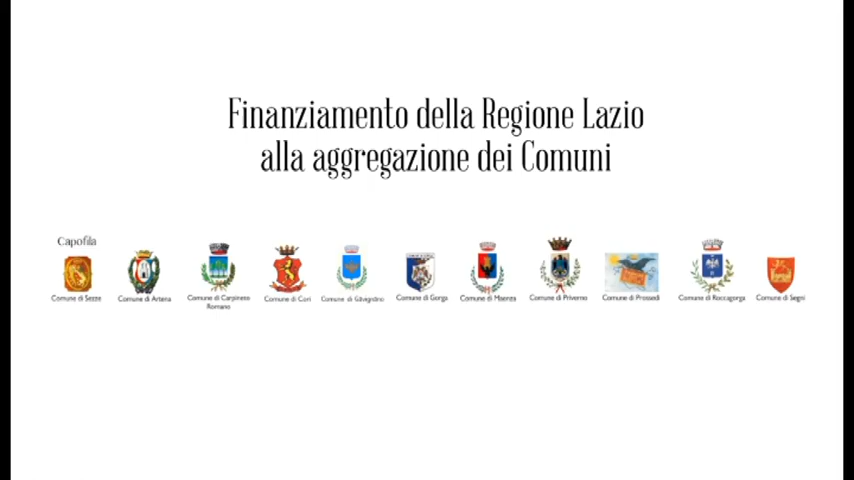 Finanziamento della Regione Lazio
alla aggregazione dei Comuni
Capofila
Comune di Sezze
Comune di Artena
Comune di Carpineto
Romano
Comune di Cori
Comune di Gavignano
Comune di Gorga
Comune di Maenza
Comune di Priverno
Comune di Prossedi
Comune di Roccagorga
Comune di Segni